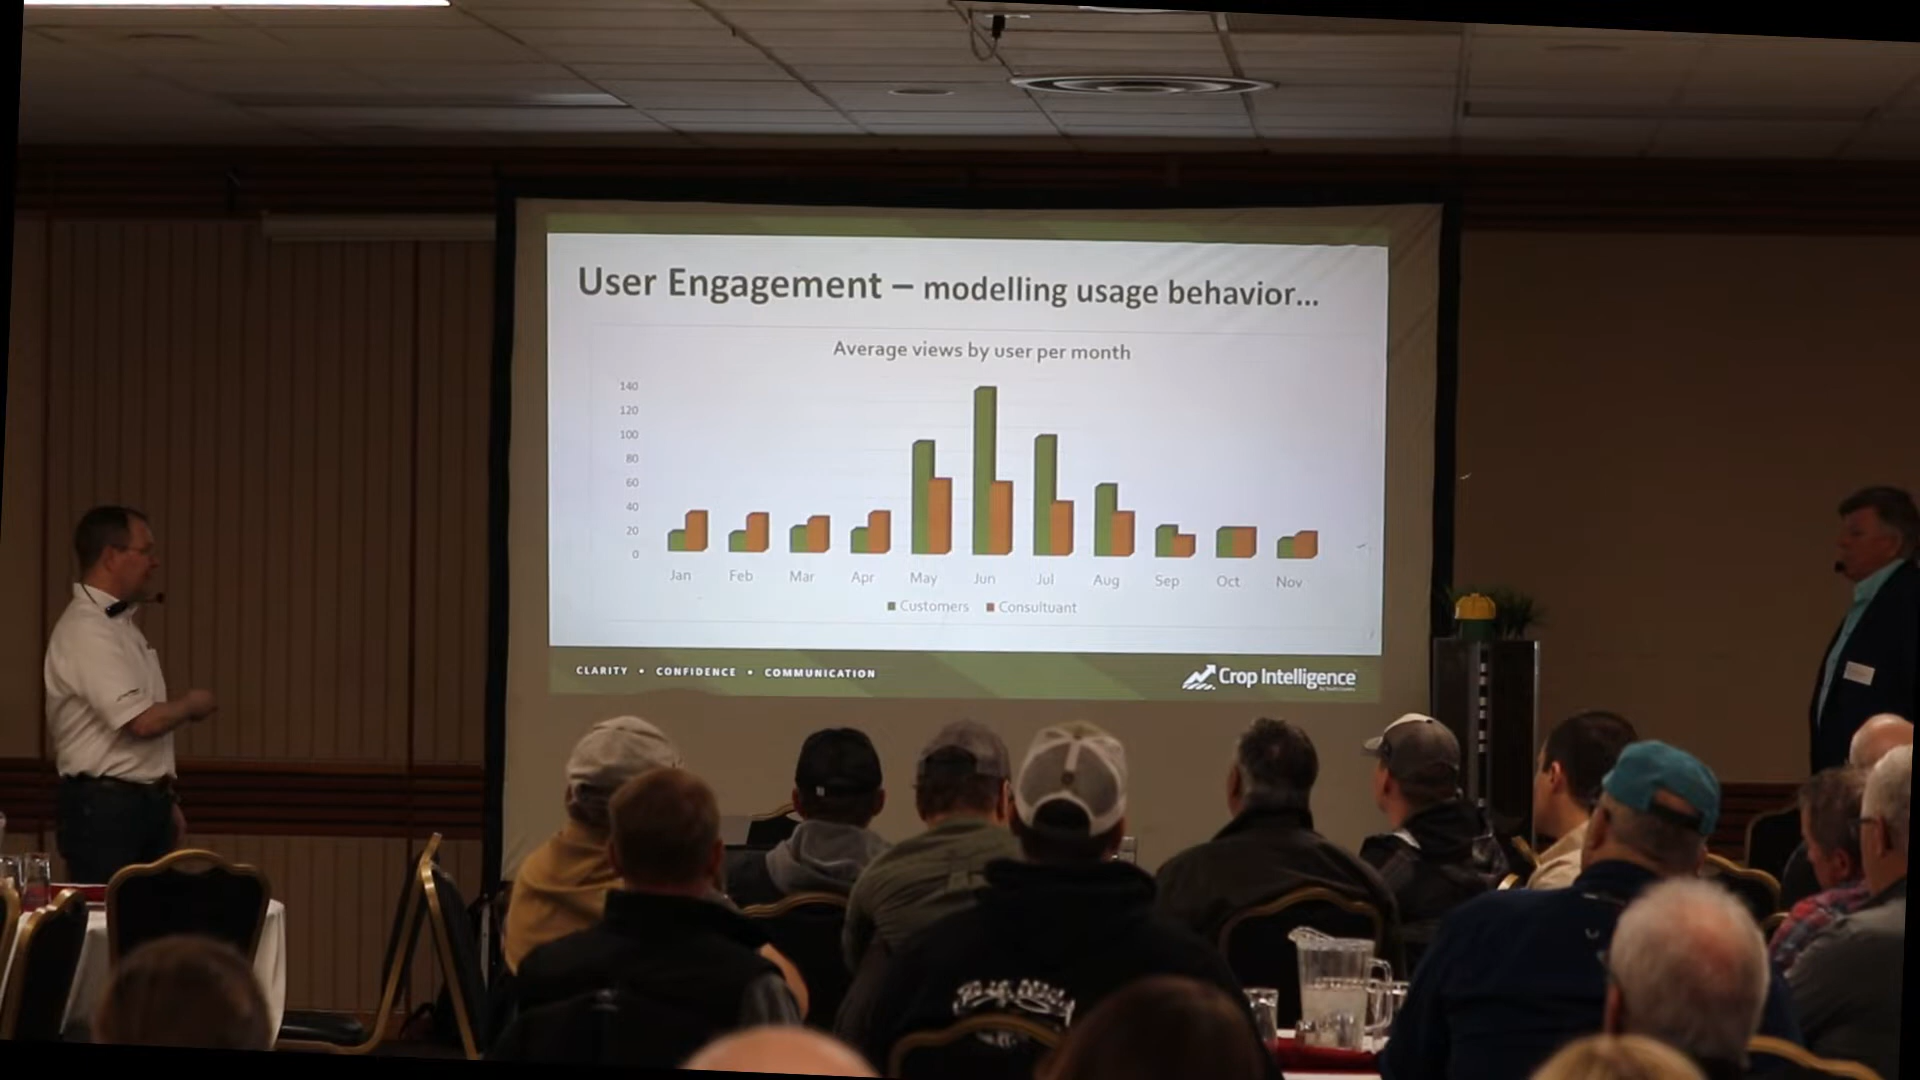 User Engagement – modelling usage behavior...
Average views by user per month
140
120
100
80
60
40
20
0
Jan Feb Mar Apr May Jun Jul Aug Sep Oct Nov
Customers Consultuant
CLARITY • CONFIDENCE • COMMUNICATION
Crop Intelligence